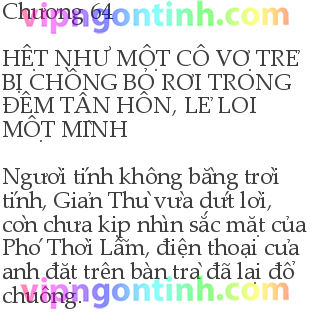 Chương 64
vipngontinh.com
HỆT NHƯ MỘT CÔ VỢ TRẺ
BỊ CHỒNG BỎ RƠI TRONG
ĐÊM TÂN HÔN, LẺ LOI
MỘT MÌNH
Người tính không bằng trời
tính, Giản Thư vừa dứt lời,
còn chưa kịp nhìn sắc mặt của
Phó Thời Lẫm, điện thoại của
anh đặt trên bàn trà đã lại đổ
chuông.
vipngontinh.com